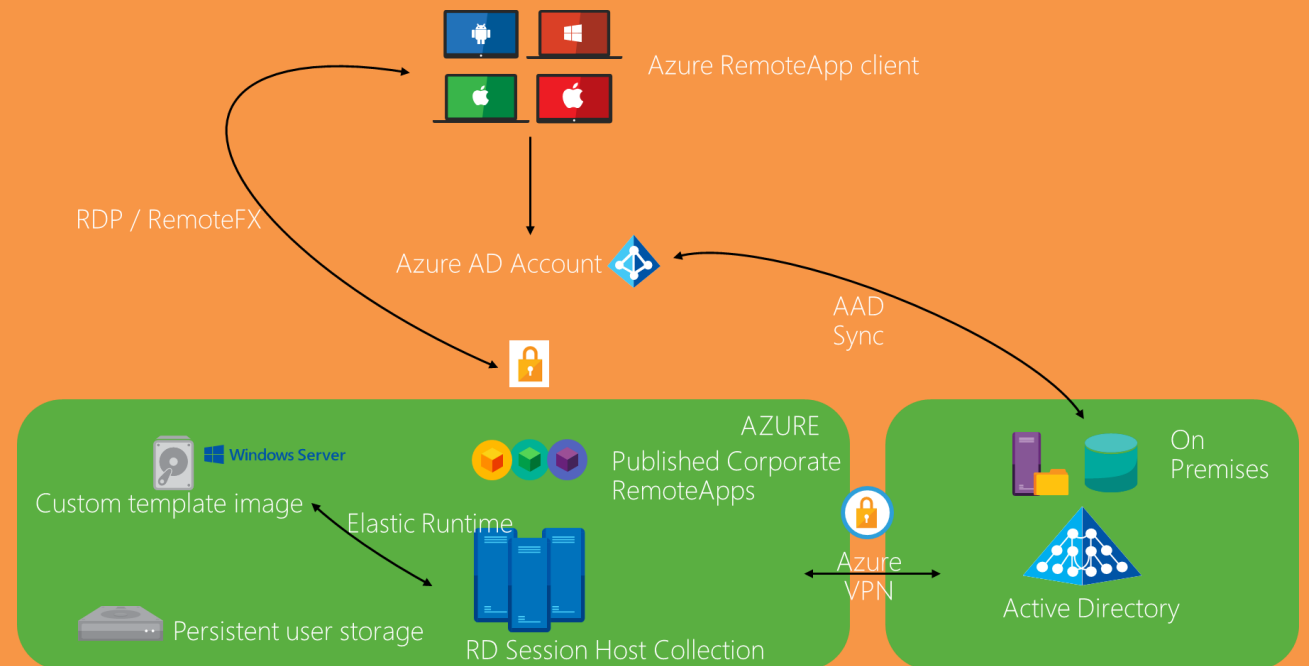 Azure RemoteApp client
RDP / RemoteFX
Azure AD Account
AAD
Sync
AZURE
Windows Server
Published Corporate
RemoteApps
Custom template image
Elastic Runtime
Persistent user storage
RD Session Host Collection
Azure
VPN
On
Premises
Active Directory